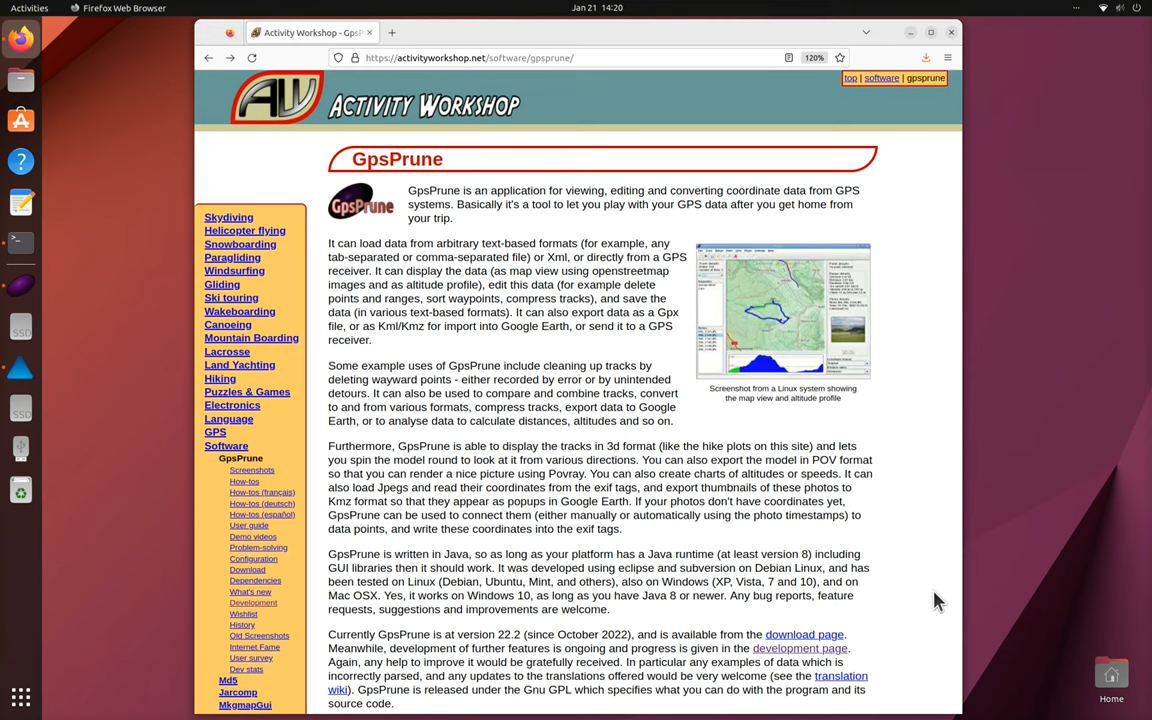 Activities
Firefox Web Browser
Jan 21 14:20
Activity Workshop - GpsP
https://activityworkshop.net/software/gpsprune/
120%
AW
ACTIVITY WORKSHOP
top | software | gpsprune
GpsPrune
GpsPrune
GpsPrune is an application for viewing, editing and converting coordinate data from GPS
systems. Basically it's a tool to let you play with your GPS data after you get home from
your trip.
It can load data from arbitrary text-based formats (for example, any
tab-separated or comma-separated file) or Xml, or directly from a GPS
receiver. It can display the data (as map view using openstreetmap
images and as altitude profile), edit this data (for example delete
points and ranges, sort waypoints, compress tracks), and save the
data (in various text-based formats). It can also export data as a Gpx
file, or as Kml/Kmz for import into Google Earth, or send it to a GPS
receiver.
Screenshot from a Linux system showing
the map view and altitude profile
Some example uses of GpsPrune include cleaning up tracks by
deleting wayward points - either recorded by error or by unintended
detours. It can also be used to compare and combine tracks, convert
to and from various formats, compress tracks, export data to Google
Earth, or to analyse data to calculate distances, altitudes and so on.
Furthermore, GpsPrune is able to display the tracks in 3d format (like the hike plots on this site) and lets
you spin the model round to look at it from various directions. You can also export the model in POV format
so that you can render a nice picture using Povray. You can also create charts of altitudes or speeds. It can
also load Jpegs and read their coordinates from the exif tags, and export thumbnails of these photos to
Kmz format so that they appear as popups in Google Earth. If your photos don't have coordinates yet,
GpsPrune can be used to connect them (either manually or automatically using the photo timestamps) to
data points, and write these coordinates into the exif tags.
GpsPrune is written in Java, so as long as your platform has a Java runtime (at least version 8) including
GUI libraries then it should work. It was developed using eclipse and subversion on Debian Linux, and has
been tested on Linux (Debian, Ubuntu, Mint, and others), also on Windows (XP, Vista, 7 and 10), and on
Mac OSX. Yes, it works on Windows 10, as long as you have Java 8 or newer. Any bug reports, feature
requests, suggestions and improvements are welcome.
Currently GpsPrune is at version 22.2 (since October 2022), and is available from the download page.
Meanwhile, development of further features is ongoing and progress is given in the development page.
Again, any help to improve it would be gratefully received. In particular any examples of data which is
incorrectly parsed, and any updates to the translations offered would be very welcome (see the translation
wiki). GpsPrune is released under the Gnu GPL which specifies what you can do with the program and its
source code.
Skydiving
Helicopter flying
Snowboarding
Paragliding
Windsurfing
Gliding
Ski touring
Wakeboarding
Canoeing
Mountain Boarding
Lacrosse
Land Yachting
Hiking
Puzzles & Games
Electronics
Language
GPS
Software
GpsPrune
Screenshots
How-tos
How-tos (français)
How-tos (deutsch)
How-tos (español)
User guide
Demo videos
Problem-solving
Configuration
Download
Dependencies
What's new
Development
Wishlist
History
Old Screenshots
Internet Fame
User survey
Dev stats
Md5
Jarcomp
MkgmapGui
SSD
SSD
Home